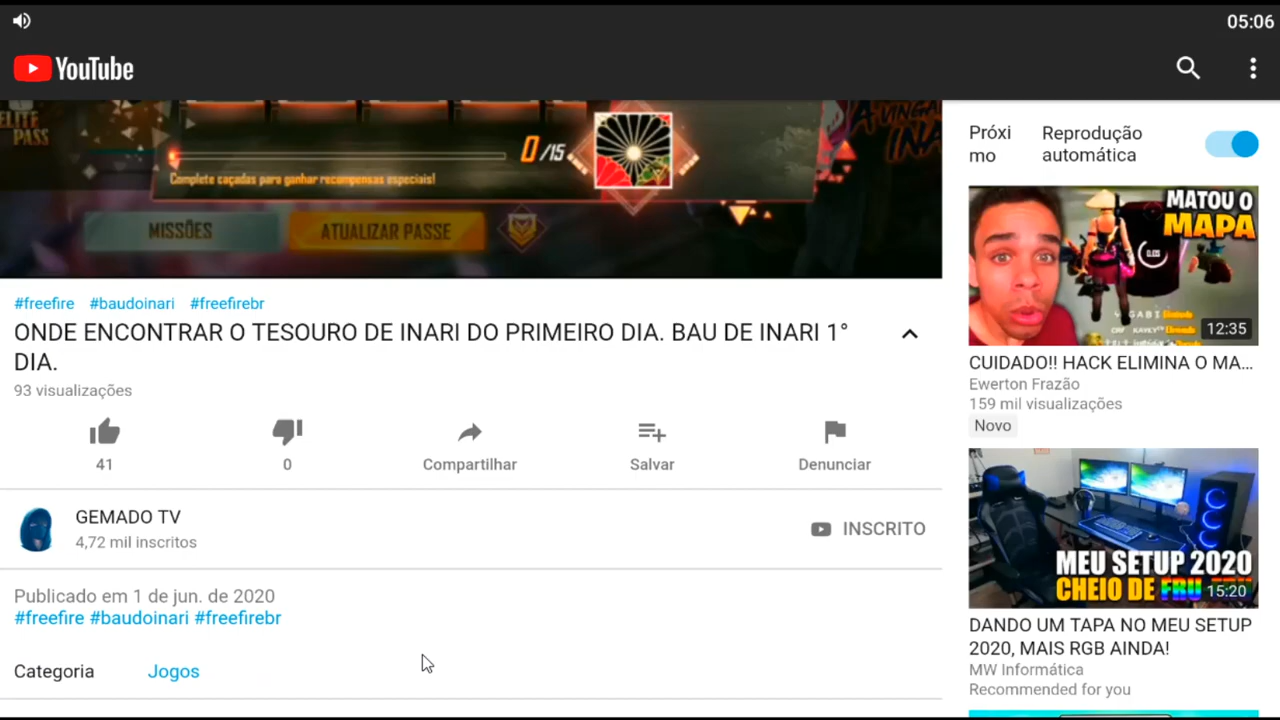 05:06
YouTube
ELITE
PASS
0/15
Complete caçadas para ganhar recompensas especiais!
MISSÕES
ATUALIZAR PASSE
#freefire #baudoinari #freefirebr
ONDE ENCONTRAR O TESOURO DE INARI DO PRIMEIRO DIA. BAU DE INARI 1°
DIA.
93 visualizações
41
0
Compartilhar
Salvar
Denunciar
GEMADO TV
4,72 mil inscritos
INSCRITO
Publicado em 1 de jun. de 2020
#freefire #baudoinari #freefirebr
Categoria
Jogos
Próxi
mo
Reprodução
automática
MATOU O
MAPA
12:35
CUIDADO!! HACK ELIMINA O MA...
Ewerton Frazão
159 mil visualizações
Novo
MEU SETUP 2020
CHEIO DE FRU
15:20
DANDO UM TAPA NO MEU SETUP
2020, MAIS RGB AINDA!
MW Informática
Recommended for you